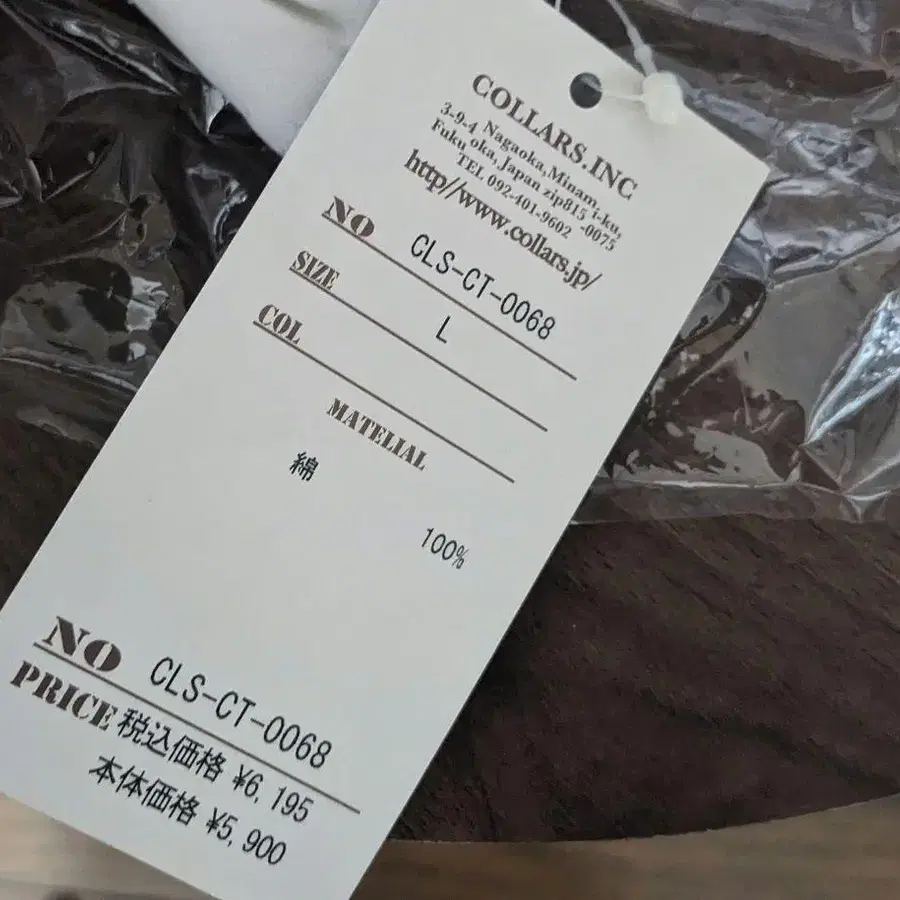 COLLARS.INC
3-9-4 Nagaoka,Minam, i-ku,
Fuku oka,Japan zip815 -0075
TEL 092-401-9602
http//www.collars.jp/
NO CLS-CT-0068
SIZE L
COL
MATELIAL
綿
100%
NO CLS-CT-0068
PRICE 税込価格 ¥6,195
本体価格 ¥5,900